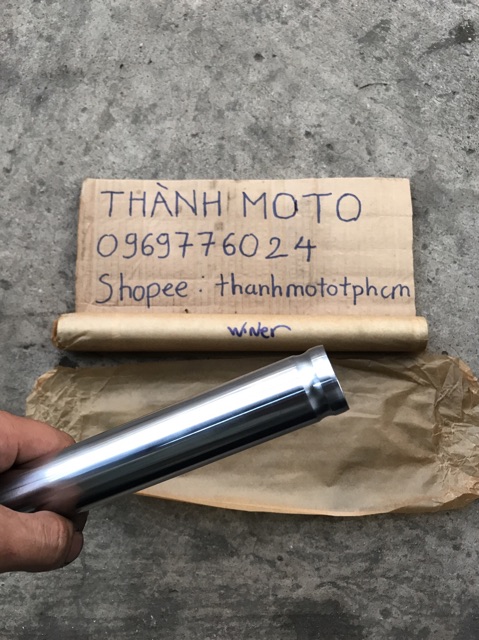 THÀNH MOTO
0969776024
Shopee : thanhmototphcm
WiNer